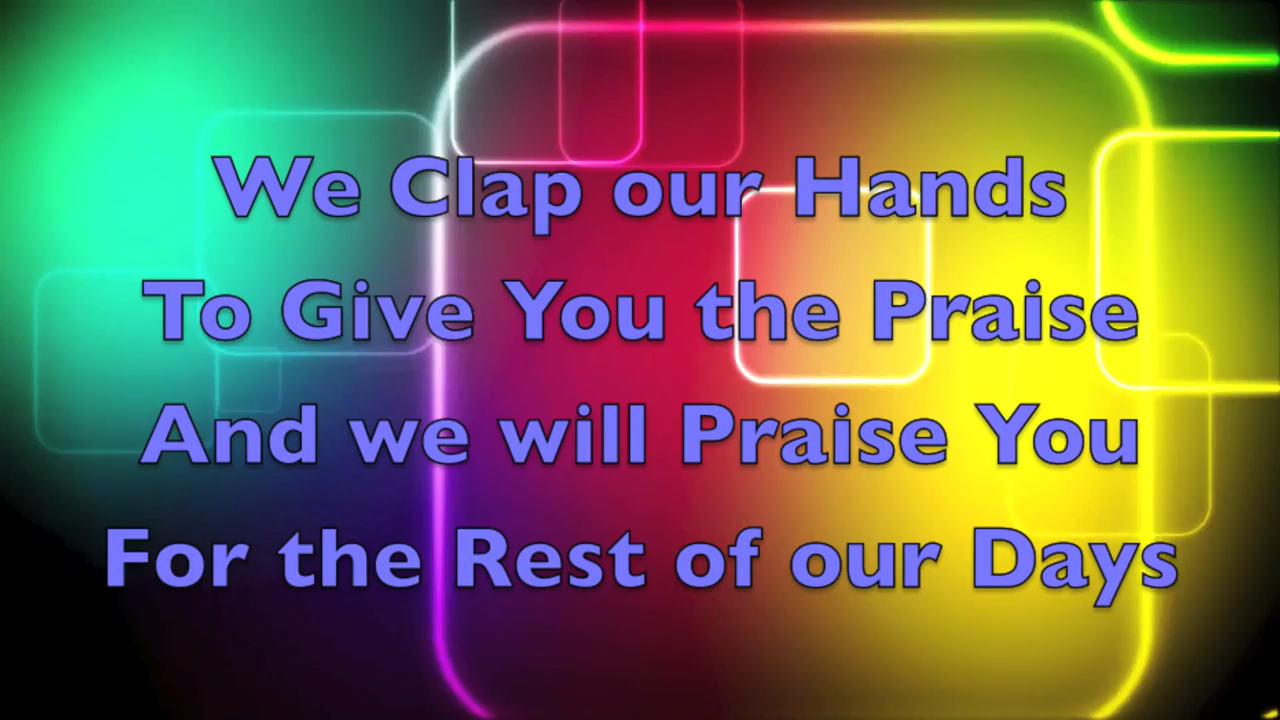 We Clap our Hands
To Give You the Praise
And we will Praise You
For the Rest of our Days